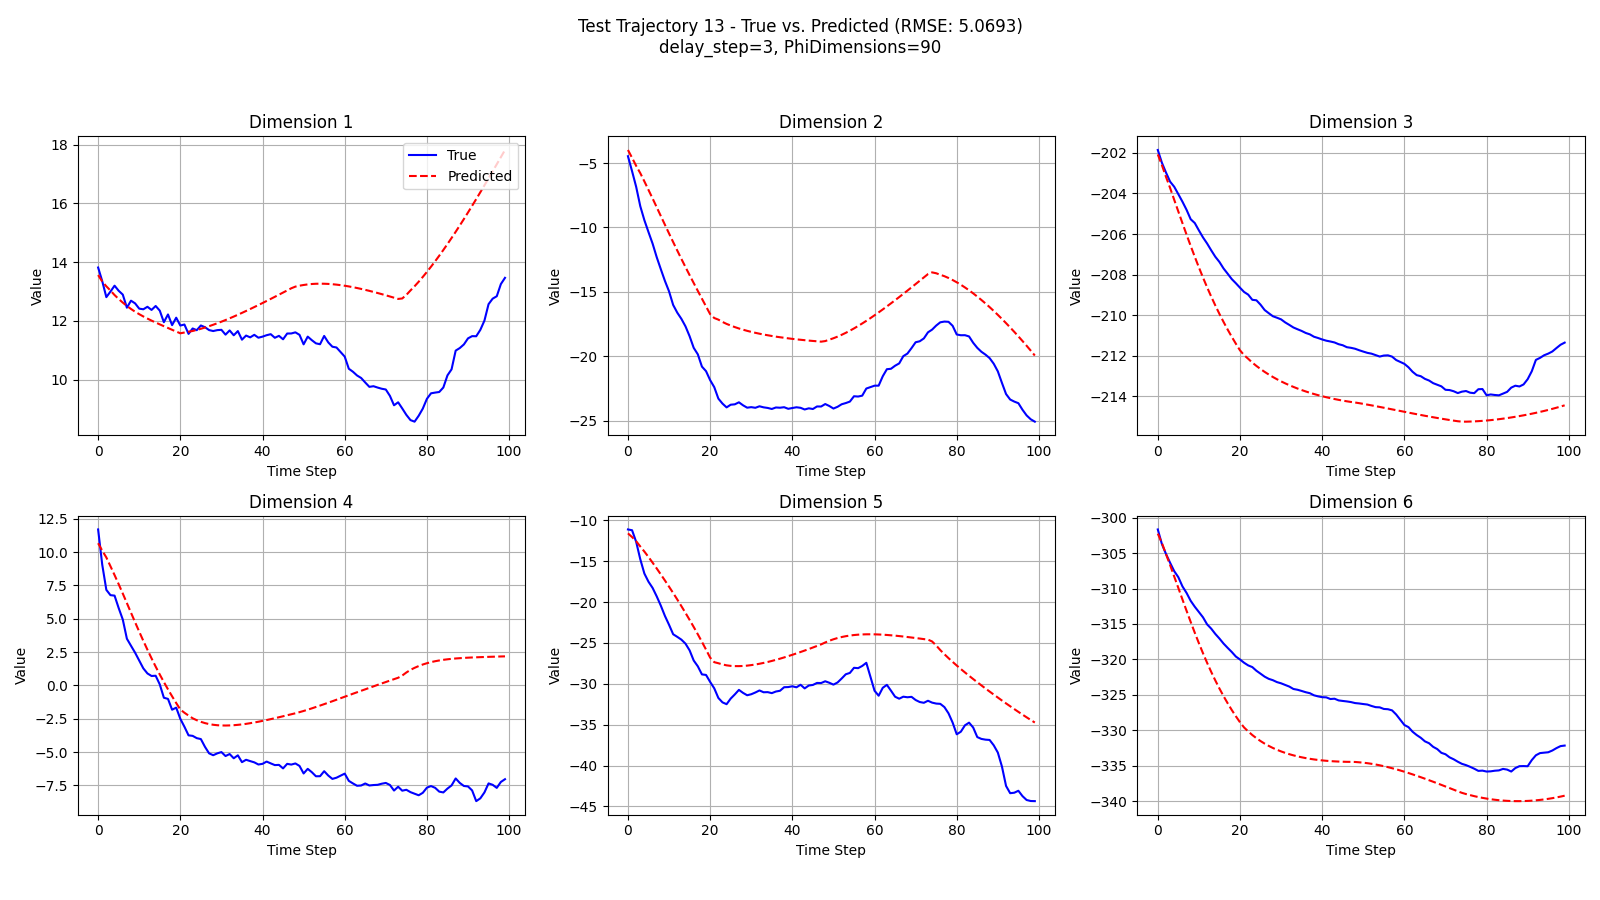 Test Trajectory 13 - True vs. Predicted (RMSE: 5.0693)
delay_step=3, PhiDimensions=90
Dimension 1
18
16
14
12
10
Value
0 20 40 60 80 100
Time Step
True
Predicted
Dimension 2
−5
−10
−15
−20
−25
Value
0 20 40 60 80 100
Time Step
Dimension 3
−202
−204
−206
−208
−210
−212
−214
Value
0 20 40 60 80 100
Time Step
Dimension 4
12.5
10.0
7.5
5.0
2.5
0.0
−2.5
−5.0
−7.5
Value
0 20 40 60 80 100
Time Step
Dimension 5
−10
−15
−20
−25
−30
−35
−40
−45
Value
0 20 40 60 80 100
Time Step
Dimension 6
−300
−305
−310
−315
−320
−325
−330
−335
−340
Value
0 20 40 60 80 100
Time Step